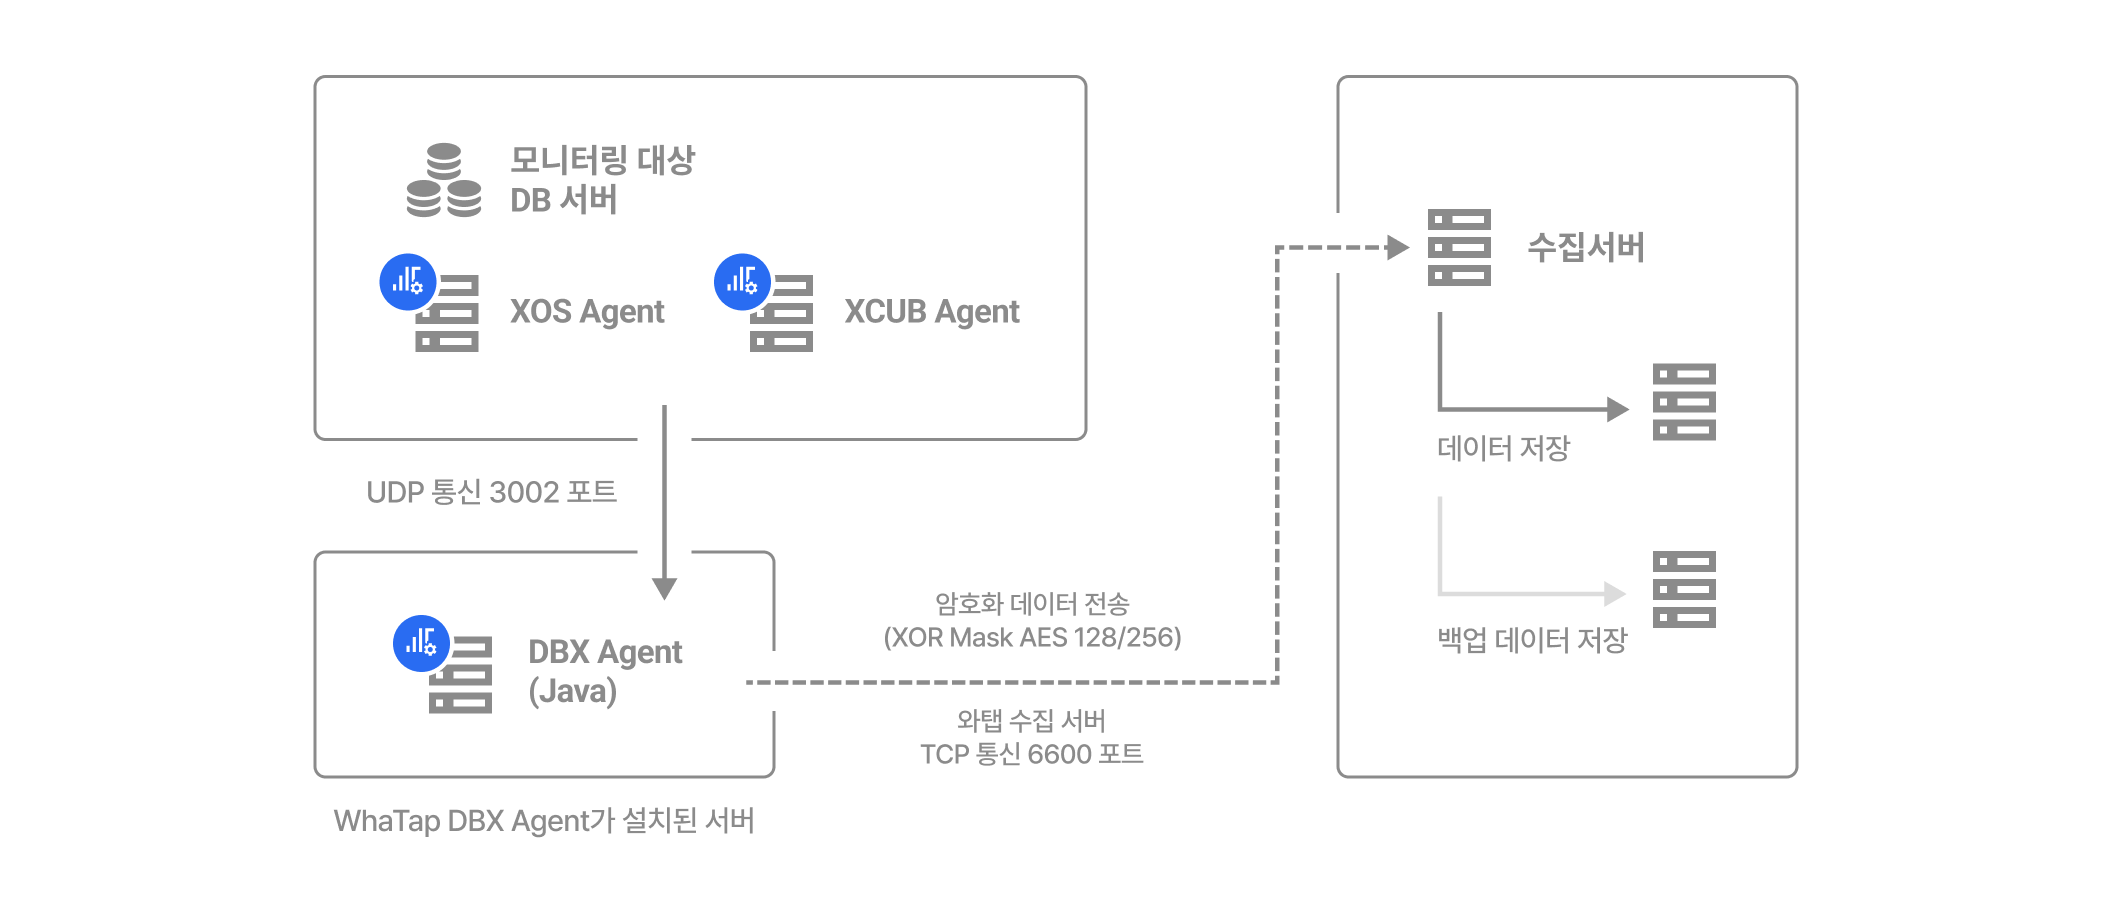 모니터링 대상
DB 서버
XOS Agent
XCUB Agent
UDP 통신 3002 포트
DBX Agent
(Java)
WhaTap DBX Agent가 설치된 서버
암호화 데이터 전송
(XOR Mask AES 128/256)
와탭 수집 서버
TCP 통신 6600 포트
수집서버
데이터 저장
백업 데이터 저장